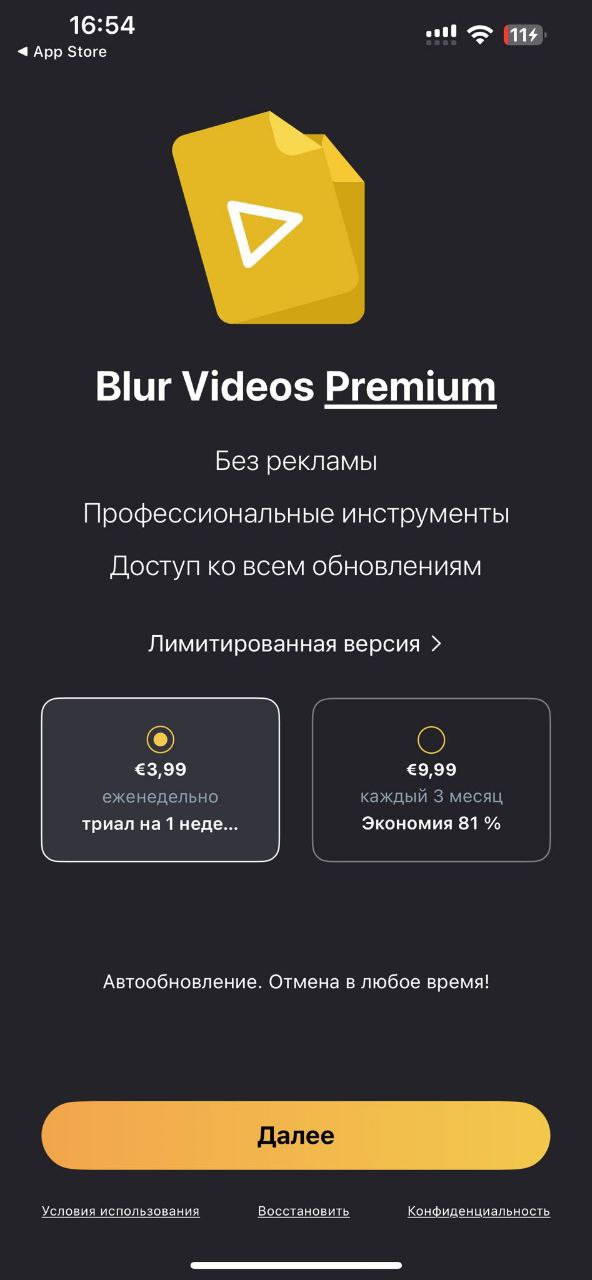 16:54
11
◀ App Store
Blur Videos Premium
Без рекламы
Профессиональные инструменты
Доступ ко всем обновлениям
Лимитированная версия >
€3,99
еженедельно
триал на 1 неде...
€9,99
каждый 3 месяц
Экономия 81 %
Автообновление. Отмена в любое время!
Далее
Условия использования
Восстановить
Конфиденциальность